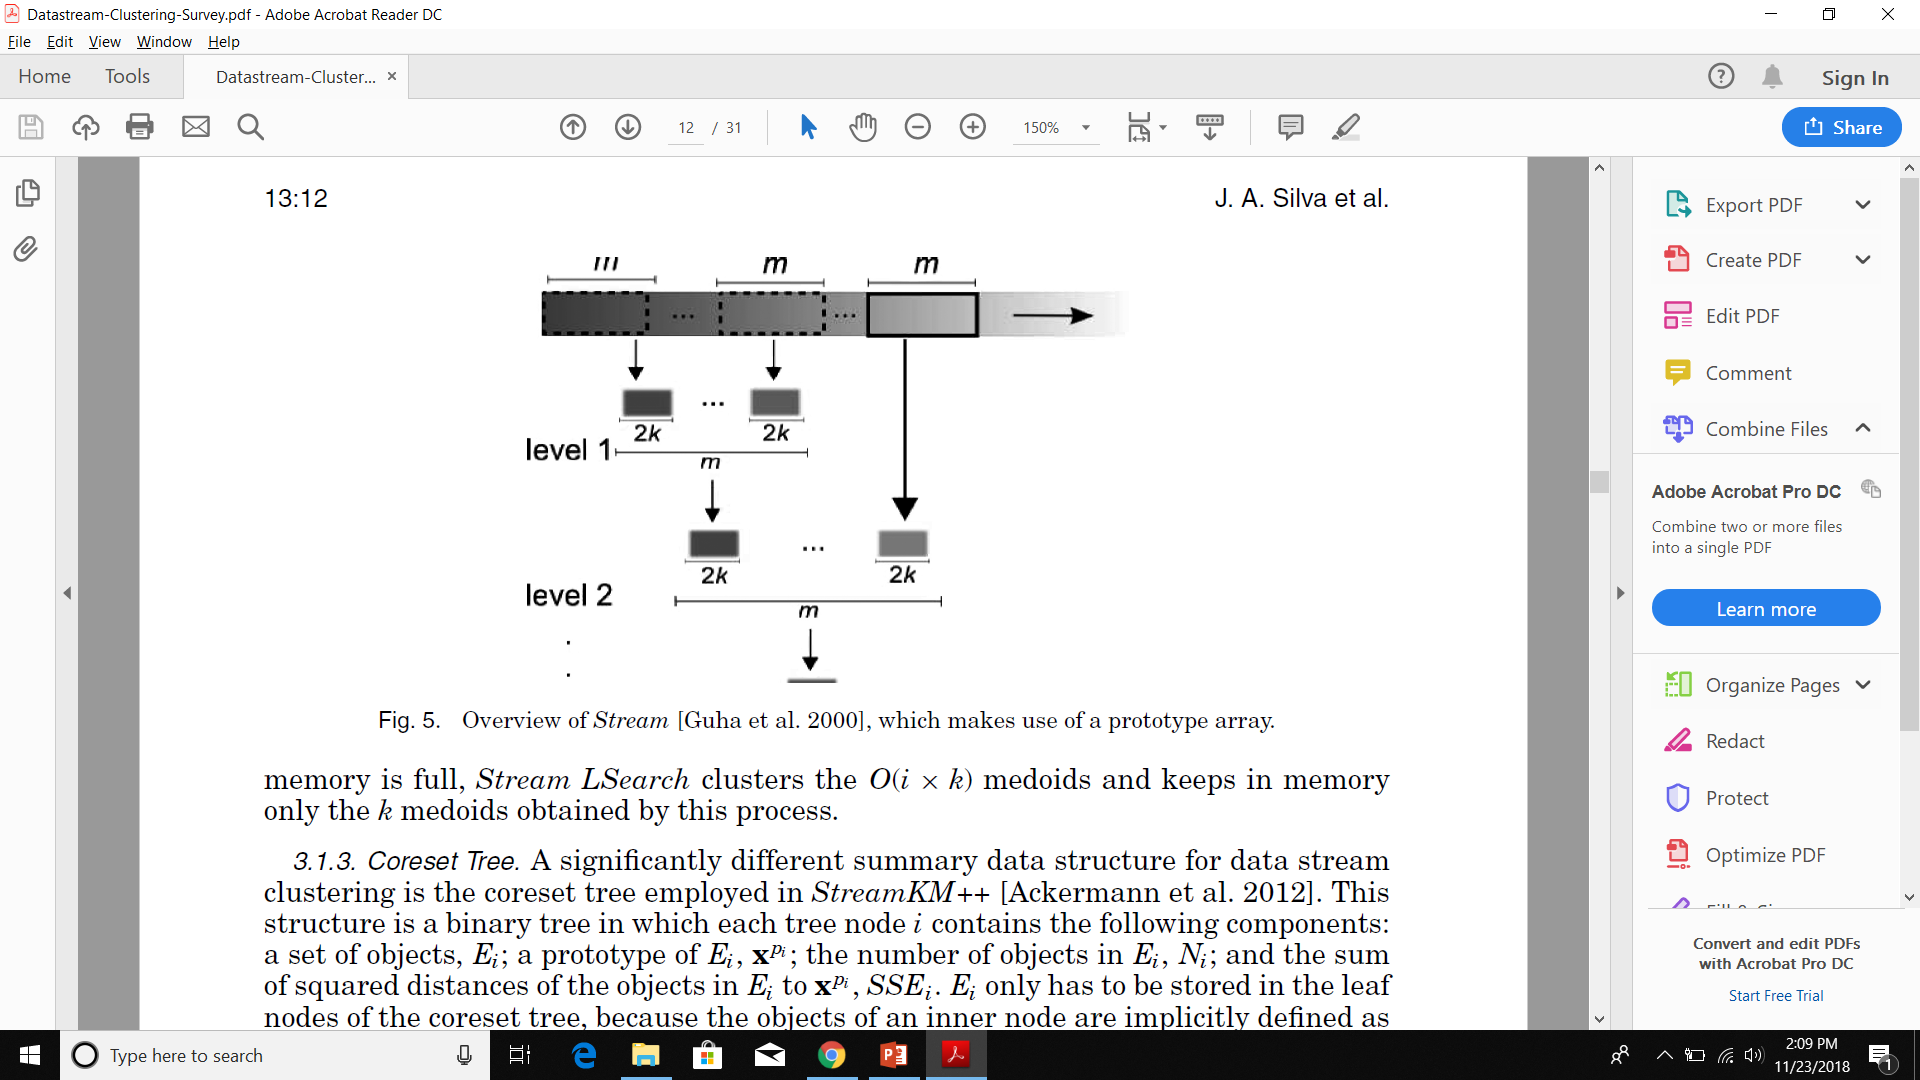 Datastream-Clustering-Survey.pdf - Adobe Acrobat Reader DC
File Edit View Window Help
Home Tools Datastream-Cluster... × Sign In
12 / 31 150% Share
13:12 J. A. Silva et al.
m m m
... ...
...
2k 2k
level 1
m
...
2k 2k
level 2
m
.
.
Fig. 5. Overview of Stream [Guha et al. 2000], which makes use of a prototype array.
memory is full, Stream LSearch clusters the O(i × k) medoids and keeps in memory
only the k medoids obtained by this process.
3.1.3. Coreset Tree. A significantly different summary data structure for data stream
clustering is the coreset tree employed in StreamKM++ [Ackermann et al. 2012]. This
structure is a binary tree in which each tree node i contains the following components:
a set of objects, Eᵢ; a prototype of Eᵢ, x^pᵢ; the number of objects in Eᵢ, Nᵢ; and the sum
of squared distances of the objects in Eᵢ to x^pᵢ, SSEᵢ. Eᵢ only has to be stored in the leaf
nodes of the coreset tree, because the objects of an inner node are implicitly defined as
Export PDF
Create PDF
Edit PDF
Comment
Combine Files
Adobe Acrobat Pro DC
Combine two or more files
into a single PDF
Learn more
Organize Pages
Redact
Protect
Optimize PDF
Convert and edit PDFs
with Acrobat Pro DC
Start Free Trial
Type here to search
2:09 PM
11/23/2018
1